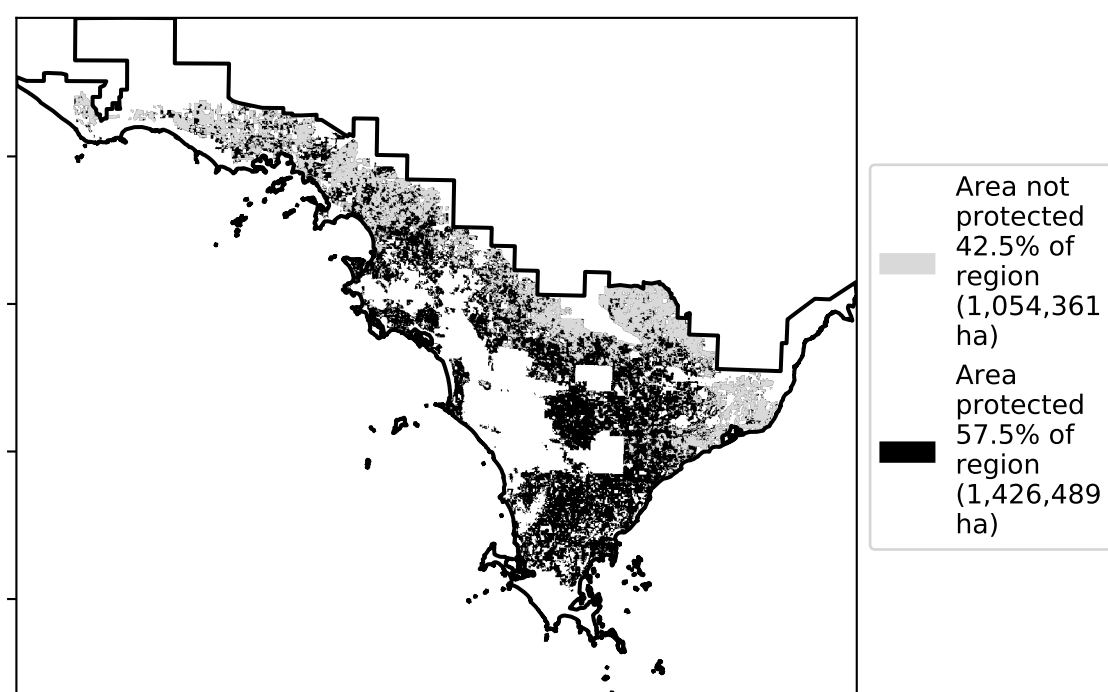 Area not
protected
42.5% of
region
(1,054,361
ha)
Area
protected
57.5% of
region
(1,426,489
ha)